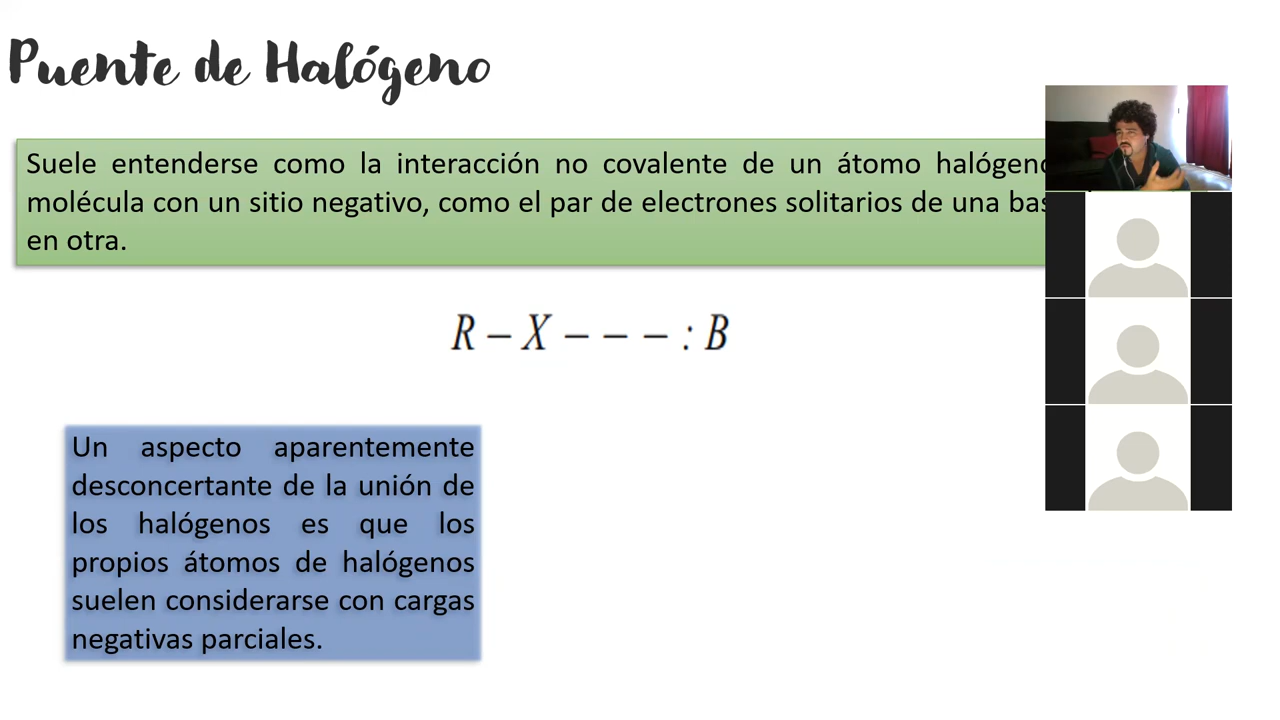 Puente de Halógeno
Suele entenderse como la interacción no covalente de un átomo halógeno
molécula con un sitio negativo, como el par de electrones solitarios de una
en otra.
R – X – – – : B
Un aspecto aparentemente
desconcertante de la unión de
los halógenos es que los
propios átomos de halógenos
suelen considerarse con cargas
negativas parciales.